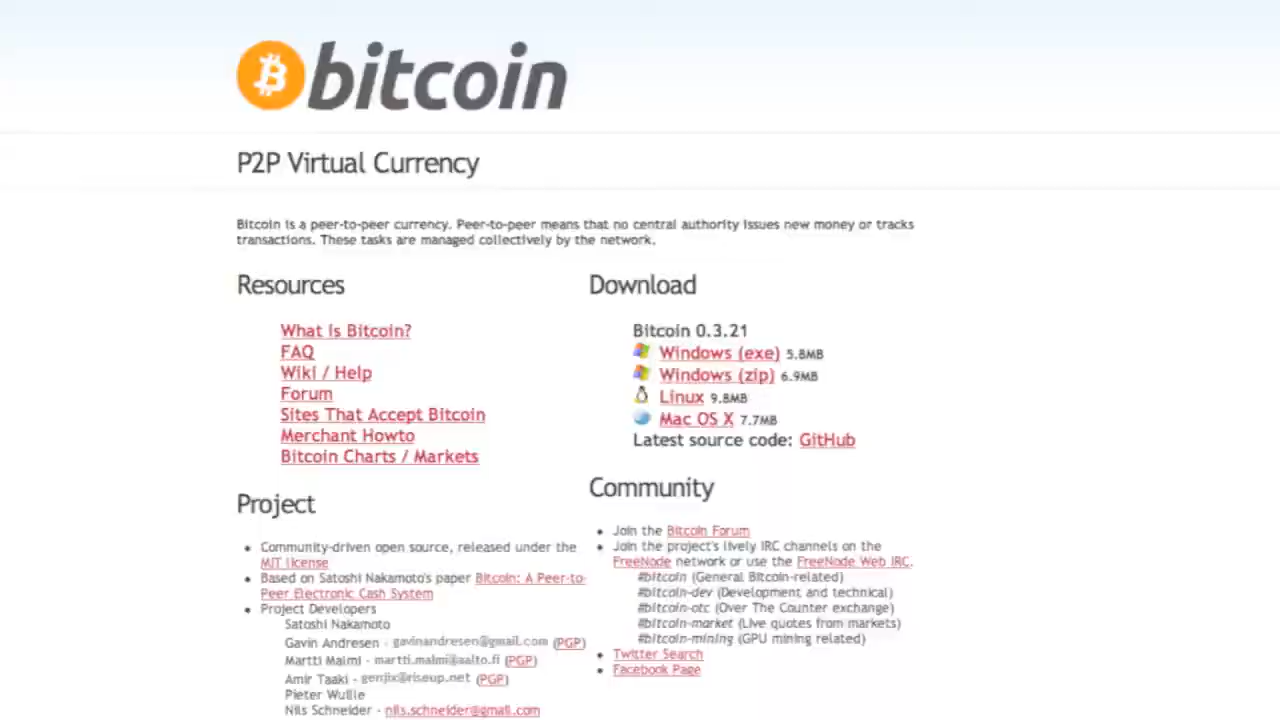 bitcoin
P2P Virtual Currency
Bitcoin is a peer-to-peer currency. Peer-to-peer means that no central authority issues new money or tracks
transactions. These tasks are managed collectively by the network.
Resources
What is Bitcoin?
FAQ
Wiki / Help
Forum
Sites That Accept Bitcoin
Merchant Howto
Bitcoin Charts / Markets
Project
Community-driven open source, released under the
MIT license
Based on Satoshi Nakamoto's paper Bitcoin: A Peer-to-
Peer Electronic Cash System
Project Developers
Satoshi Nakamoto
Gavin Andresen - gavinandresen@gmail.com (PGP)
Martti Malmi - martti.malmi@aalto.fi (PGP)
Amir Taaki - genjix@riseup.net (PGP)
Pieter Wuille
Nils Schneider - nils.schneider@gmail.com
Download
Bitcoin 0.3.21
Windows (exe) 5.8MB
Windows (zip) 6.9MB
Linux 9.8MB
Mac OS X 7.7MB
Latest source code: GitHub
Community
Join the Bitcoin Forum
Join the project's lively IRC channels on the
FreeNode network or use the FreeNode Web IRC.
#bitcoin (General Bitcoin-related)
#bitcoin-dev (Development and technical)
#bitcoin-otc (Over The Counter exchange)
#bitcoin-market (Live quotes from markets)
#bitcoin-mining (GPU mining related)
Twitter Search
Facebook Page